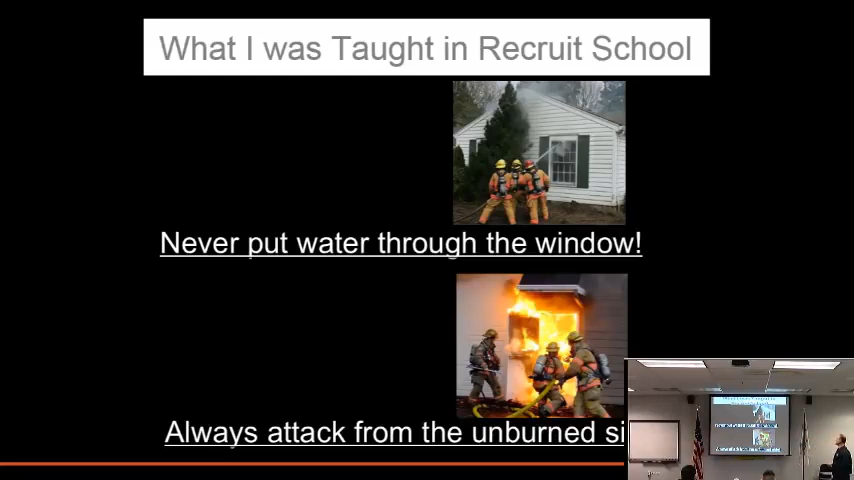 What I was Taught in Recruit School
Never put water through the window!
Always attack from the unburned si